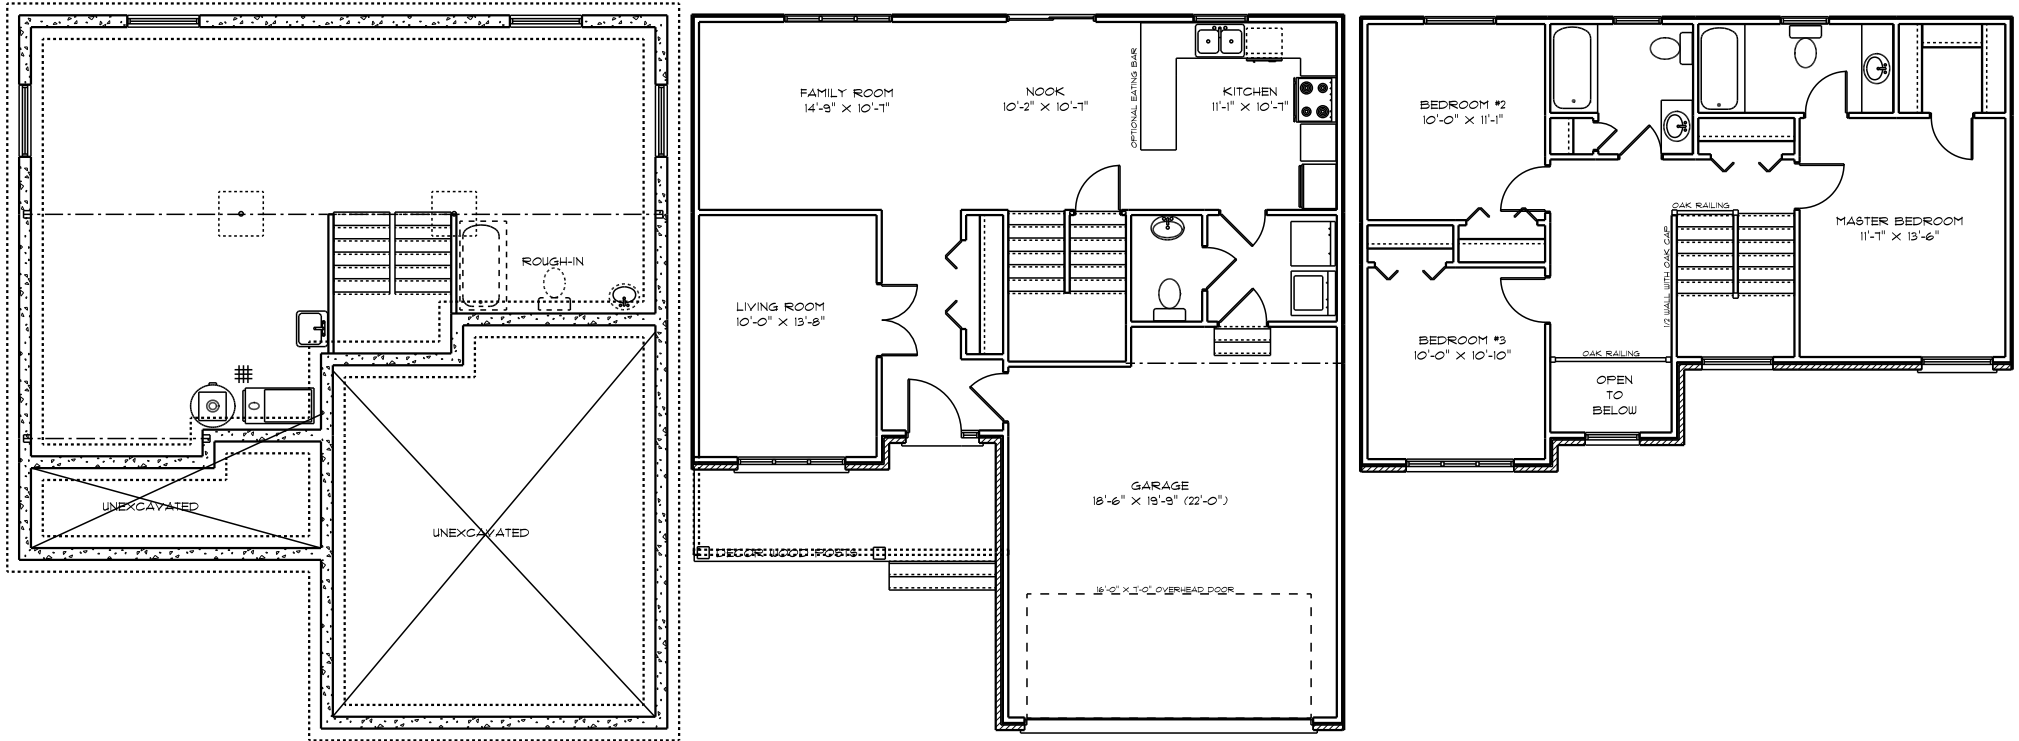 ROUGH-IN
UNEXCAVATED
UNEXCAVATED
FAMILY ROOM
14'-9" X 10'-7"
NOOK
10'-2" X 10'-7"
OPTIONAL EATING BAR
KITCHEN
11'-1" X 10'-7"
LIVING ROOM
10'-0" X 13'-8"
GARAGE
18'-6" X 19'-9" (22'-0")
DECOR WOOD POSTS
16'-0" X 7'-0" OVERHEAD DOOR
BEDROOM #2
10'-0" X 11'-1"
OAK RAILING
MASTER BEDROOM
11'-7" X 13'-6"
1/2 WALL WITH OAK CAP
BEDROOM #3
10'-0" X 10'-10"
OAK RAILING
OPEN
TO
BELOW